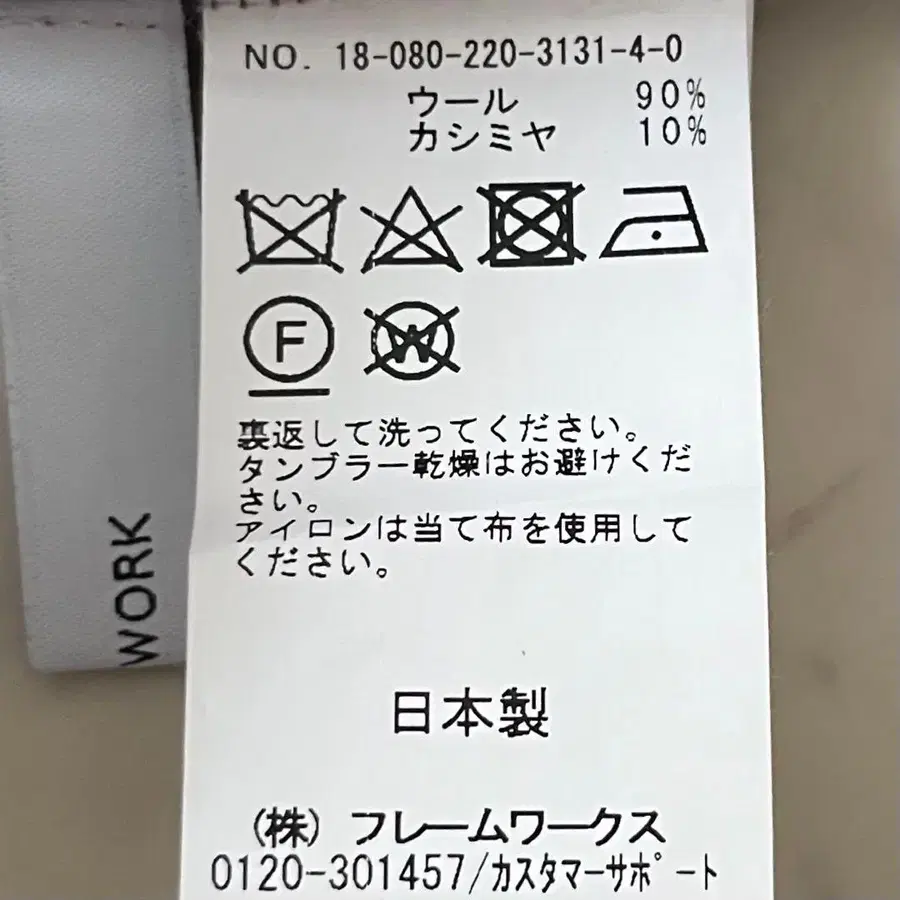 NO. 18-080-220-3131-4-0
ウール 90%
カシミヤ 10%
F
W
裏返して洗ってください。
タンブラー乾燥はお避けくだ
さい。
アイロンは当て布を使用して
ください。
日本製
(株) フレームワークス
0120-301457/カスタマーサポート
WORK